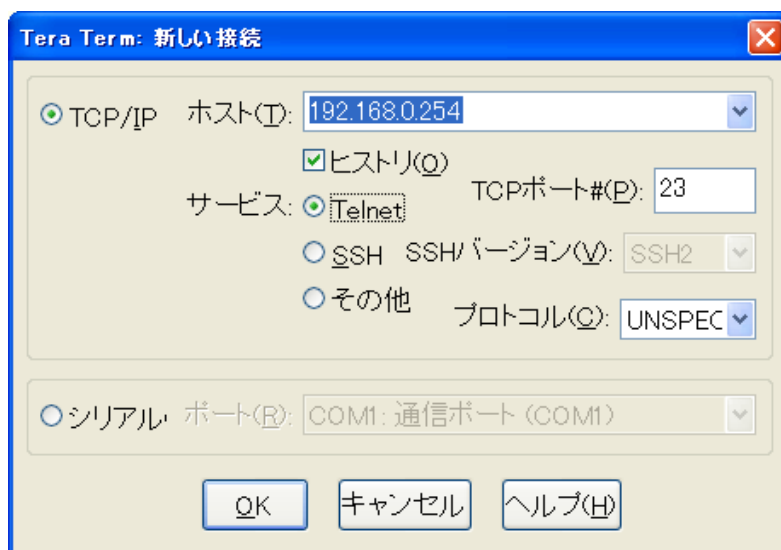 Tera Term: 新しい接続
TCP/IP ホスト(T): 192.168.0.254
ヒストリ(O)
サービス: Telnet TCPポート#(P): 23
SSH SSHバージョン(V): SSH2
その他 プロトコル(C): UNSPEC
シリアル ポート(R): COM1: 通信ポート (COM1)
OK キャンセル ヘルプ(H)